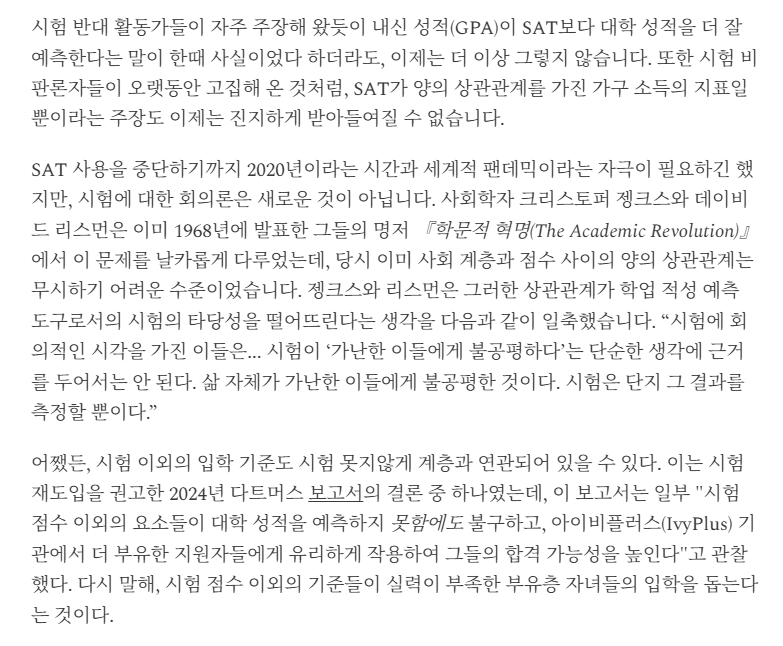 시험 반대 활동가들이 자주 주장해 왔듯이 내신 성적(GPA)이 SAT보다 대학 성적을 더 잘
예측한다는 말이 한때 사실이었다 하더라도, 이제는 더 이상 그렇지 않습니다. 또한 시험 비
판론자들이 오랫동안 고집해 온 것처럼, SAT가 양의 상관관계를 가진 가구 소득의 지표일
뿐이라는 주장도 이제는 진지하게 받아들여질 수 없습니다.
SAT 사용을 중단하기까지 2020년이라는 시간과 세계적 팬데믹이라는 자극이 필요하긴 했
지만, 시험에 대한 회의론은 새로운 것이 아닙니다. 사회학자 크리스토퍼 젱크스와 데이비
드 리스먼은 이미 1968년에 발표한 그들의 명저 『학문적 혁명(The Academic Revolution)』
에서 이 문제를 날카롭게 다루었는데, 당시 이미 사회 계층과 점수 사이의 양의 상관관계는
무시하기 어려운 수준이었습니다. 젱크스와 리스먼은 그러한 상관관계가 학업 적성 예측
도구로서의 시험의 타당성을 떨어뜨린다는 생각을 다음과 같이 일축했습니다. “시험에 회
의적인 시각을 가진 이들은... 시험이 ‘가난한 이들에게 불공평하다’는 단순한 생각에 근거
를 두어서는 안 된다. 삶 자체가 가난한 이들에게 불공평한 것이다. 시험은 단지 그 결과를
측정할 뿐이다.”
어쨌든, 시험 이외의 입학 기준도 시험 못지않게 계층과 연관되어 있을 수 있다. 이는 시험
재도입을 권고한 2024년 다트머스 보고서의 결론 중 하나였는데, 이 보고서는 일부 "시험
점수 이외의 요소들이 대학 성적을 예측하지 못함에도 불구하고, 아이비플러스(IvyPlus) 기
관에서 더 부유한 지원자들에게 유리하게 작용하여 그들의 합격 가능성을 높인다"고 관찰
했다. 다시 말해, 시험 점수 이외의 기준들이 실력이 부족한 부유층 자녀들의 입학을 돕는다
는 것이다.